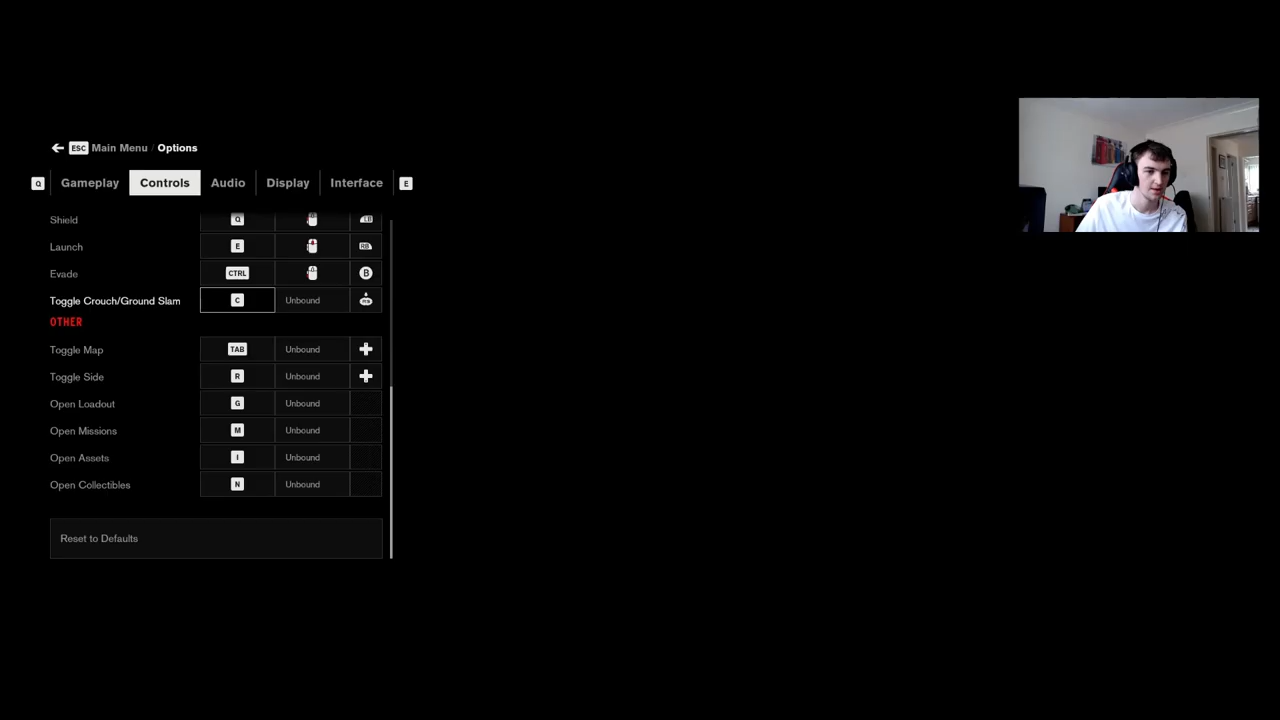 ESC Main Menu / Options
Q Gameplay Controls Audio Display Interface E
Shield Q
Launch E RB
Evade CTRL B
Toggle Crouch/Ground Slam C Unbound
OTHER
Toggle Map TAB Unbound
Toggle Side R Unbound
Open Loadout G Unbound
Open Missions M Unbound
Open Assets I Unbound
Open Collectibles N Unbound
Reset to Defaults